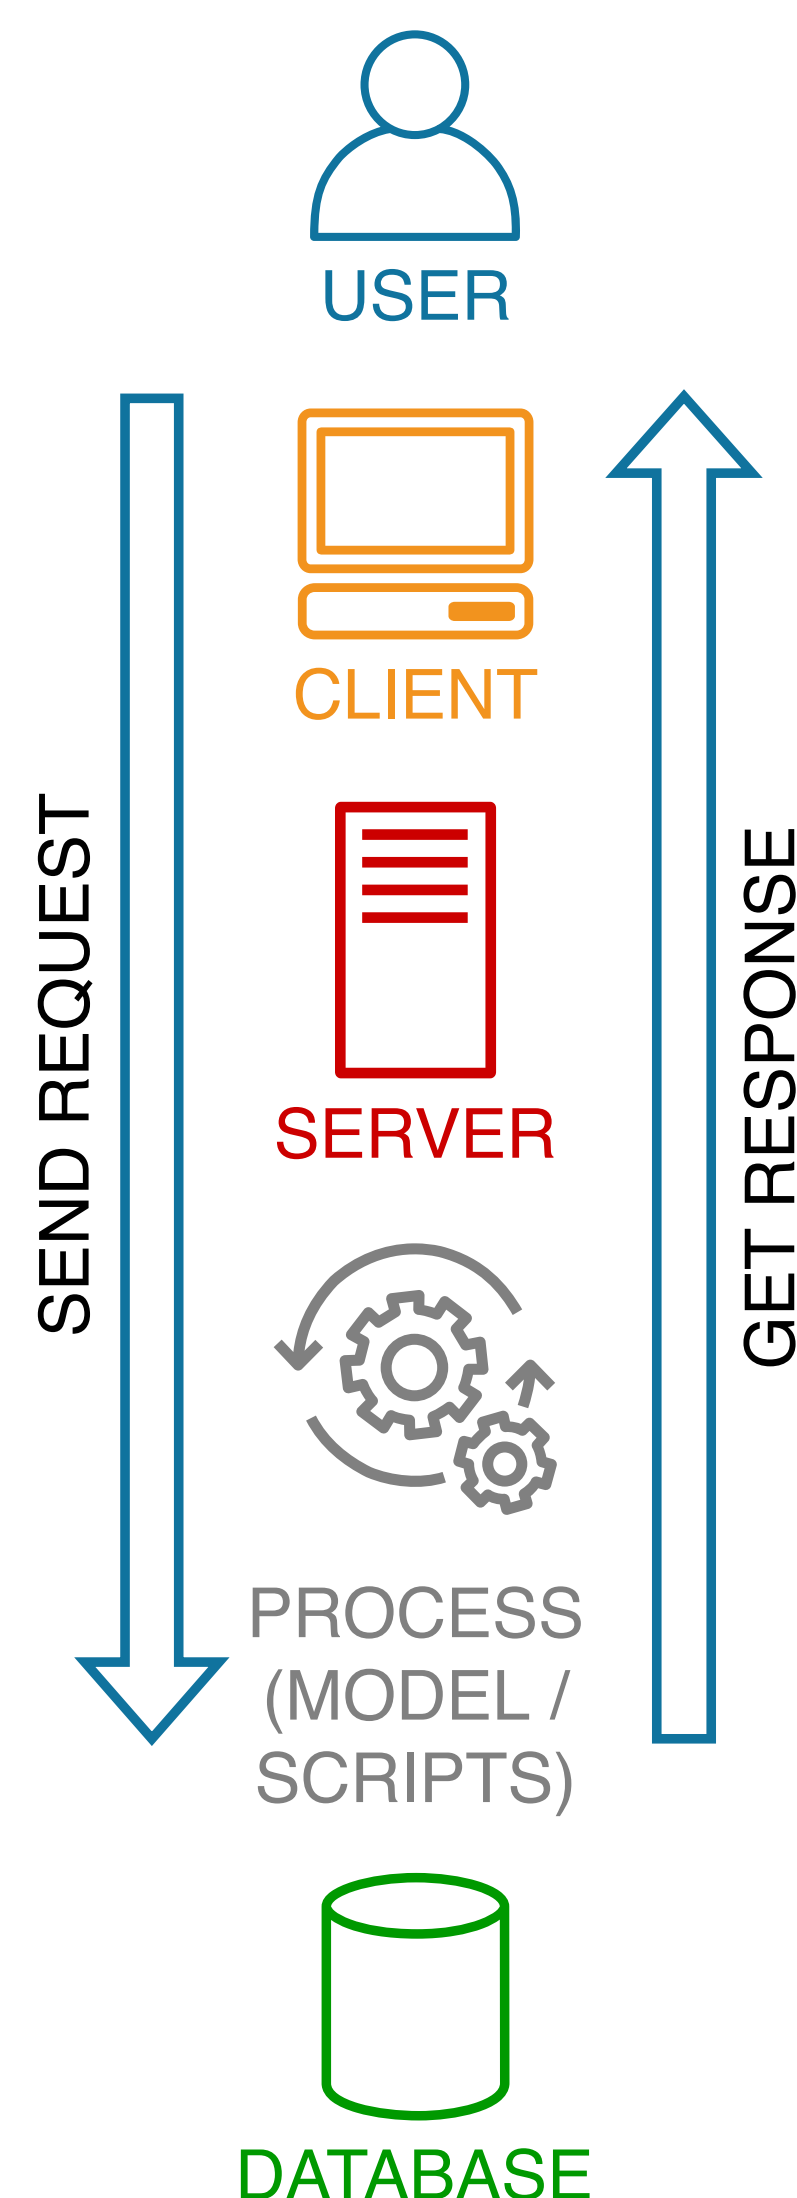 USER
CLIENT
SEND REQUEST
GET RESPONSE
SERVER
PROCESS
(MODEL /
SCRIPTS)
DATABASE